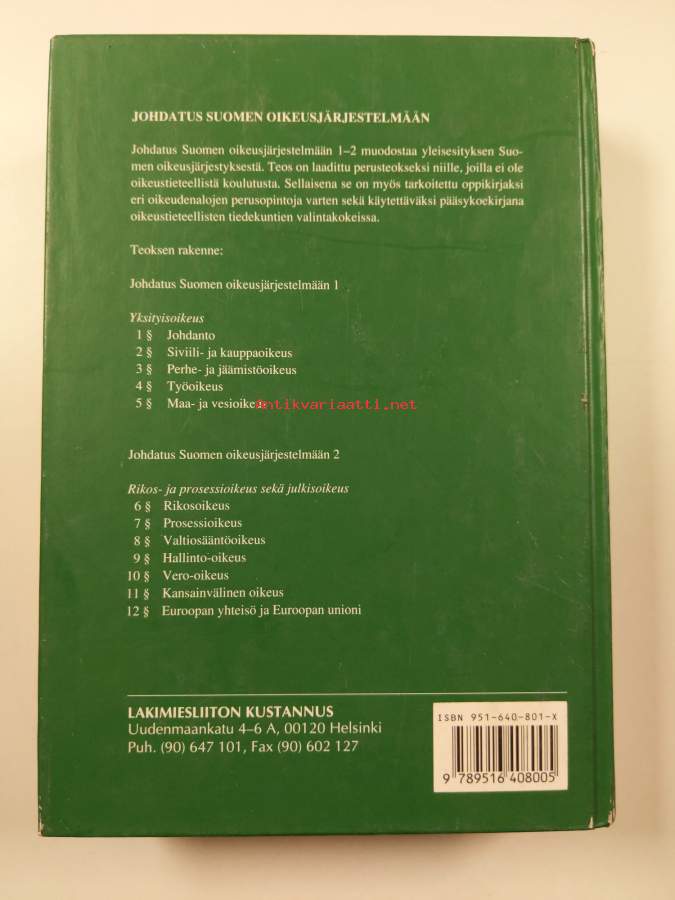 JOHDATUS SUOMEN OIKEUSJÄRJESTELMÄÄN
Johdatus Suomen oikeusjärjestelmään 1–2 muodostaa yleisesityksen Suo-
men oikeusjärjestyksestä. Teos on laadittu perusteokseksi niille, joilla ei ole
oikeustieteellistä koulutusta. Sellaisena se on myös tarkoitettu oppikirjaksi
eri oikeudenalojen perusopintoja varten sekä käytettäväksi pääsykoekirjana
oikeustieteellisten tiedekuntien valintakokeissa.
Teoksen rakenne:
Johdatus Suomen oikeusjärjestelmään 1
Yksityisoikeus
1 § Johdanto
2 § Siviili- ja kauppaoikeus
3 § Perhe- ja jäämistöoikeus
4 § Työoikeus
5 § Maa- ja vesioikeus
antikvariaatti.net
Johdatus Suomen oikeusjärjestelmään 2
Rikos- ja prosessioikeus sekä julkisoikeus
6 § Rikosoikeus
7 § Prosessioikeus
8 § Valtiosääntöoikeus
9 § Hallinto-oikeus
10 § Vero-oikeus
11 § Kansainvälinen oikeus
12 § Euroopan yhteisö ja Euroopan unioni
LAKIMIESLIITON KUSTANNUS
Uudenmaankatu 4–6 A, 00120 Helsinki
Puh. (90) 647 101, Fax (90) 602 127
ISBN 951-640-801-X
9 789516 408005